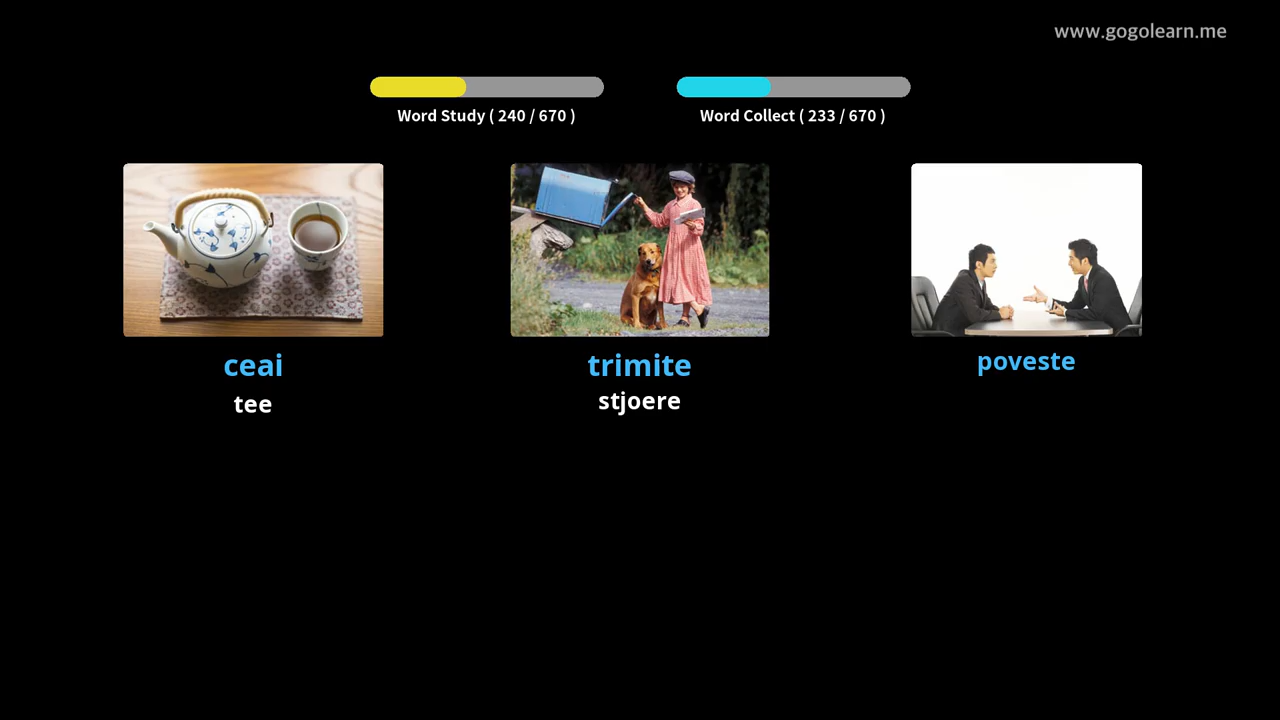 www.gogolearn.me
Word Study ( 240 / 670 )
Word Collect ( 233 / 670 )
ceai
tee
trimite
stjoere
poveste